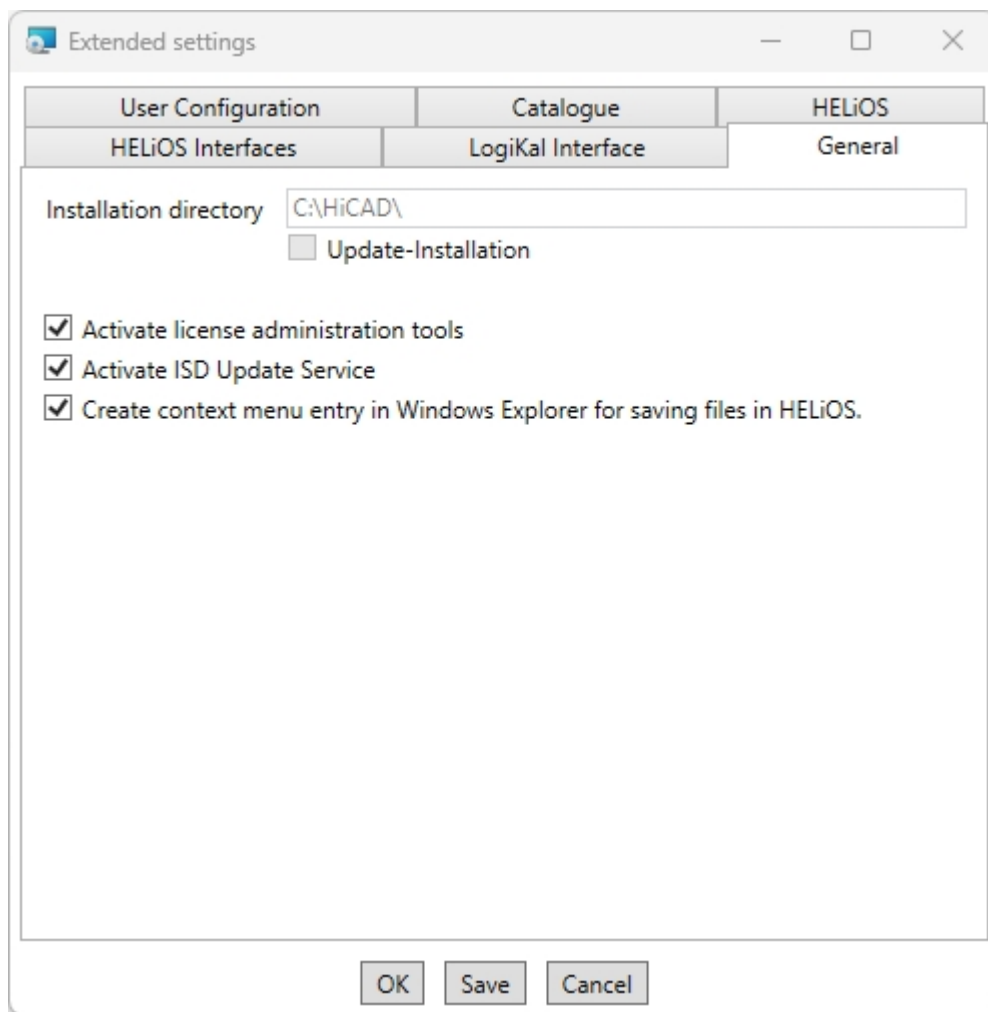 Extended settings
User Configuration
Catalogue
HELiOS
HELiOS Interfaces
LogiKal Interface
General
Installation directory
C:\HiCAD\
Update-Installation
Activate license administration tools
Activate ISD Update Service
Create context menu entry in Windows Explorer for saving files in HELiOS.
OK
Save
Cancel